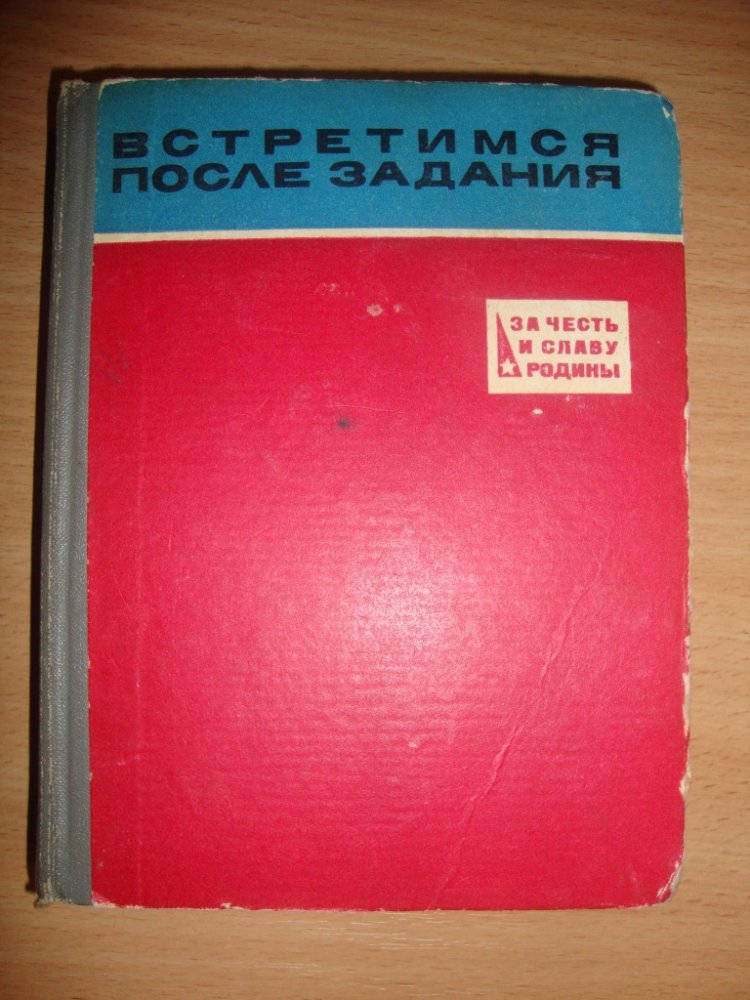 ВСТРЕТИМСЯ
ПОСЛЕ ЗАДАНИЯ
ЗА ЧЕСТЬ
И СЛАВУ
РОДИНЫ